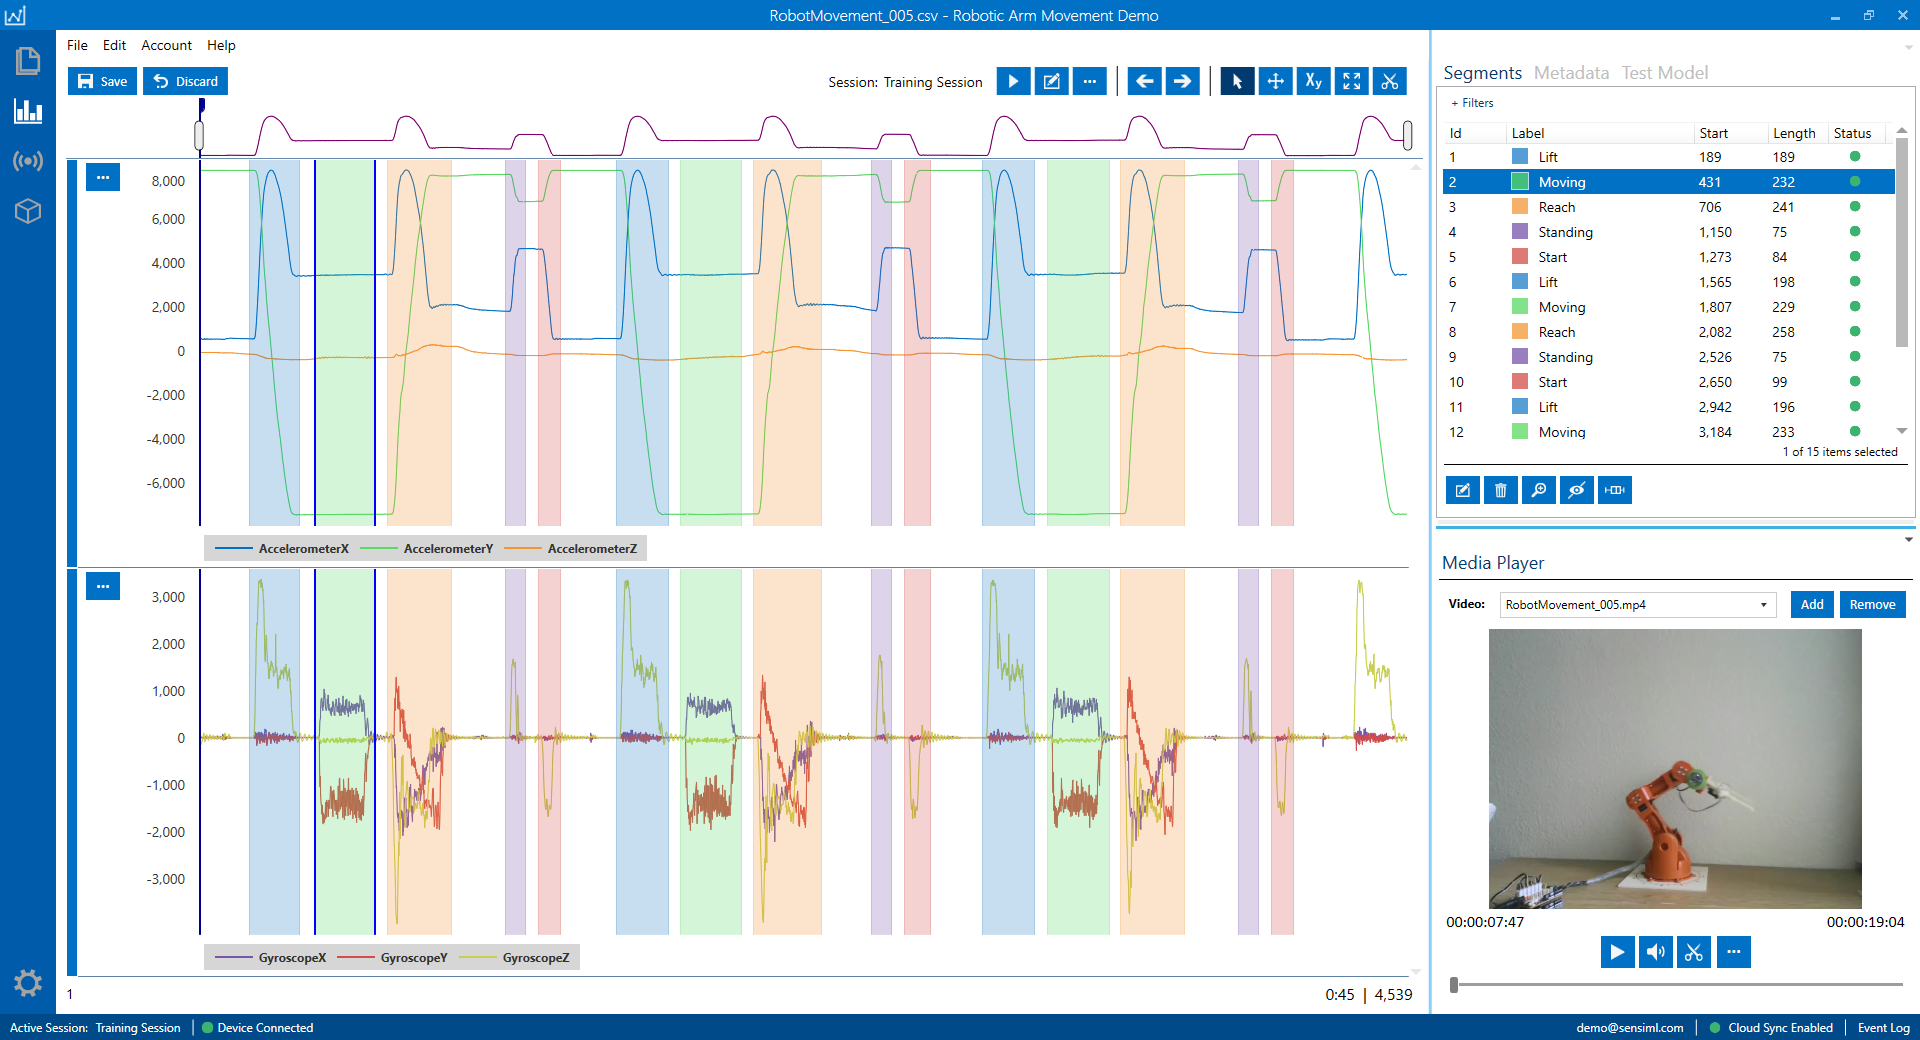 RobotMovement_005.csv - Robotic Arm Movement Demo
File Edit Account Help
Save Discard
Session: Training Session
Xy
8,000
6,000
4,000
2,000
0
-2,000
-4,000
-6,000
AccelerometerX AccelerometerY AccelerometerZ
3,000
2,000
1,000
0
-1,000
-2,000
-3,000
GyroscopeX GyroscopeY GyroscopeZ
1
0:45 | 4,539
Segments Metadata Test Model
+ Filters
Id Label Start Length Status
1 Lift 189 189
2 Moving 431 232
3 Reach 706 241
4 Standing 1,150 75
5 Start 1,273 84
6 Lift 1,565 198
7 Moving 1,807 229
8 Reach 2,082 258
9 Standing 2,526 75
10 Start 2,650 99
11 Lift 2,942 196
12 Moving 3,184 233
1 of 15 items selected
Media Player
Video: RobotMovement_005.mp4 Add Remove
00:00:07:47 00:00:19:04
Active Session: Training Session Device Connected
demo@sensiml.com Cloud Sync Enabled Event Log